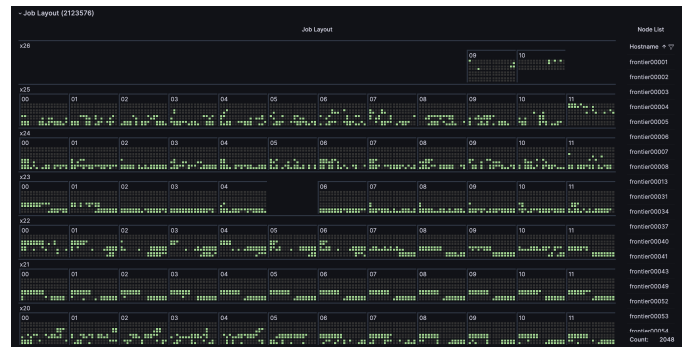 - Job Layout (2123576)
Job Layout
Node List
x26
09 10
x25
00 01 02 03 04 05 06 07 08 09 10 11
x24
00 01 02 03 04 05 06 07 08 09 10 11
x23
00 01 02 03 04 06 07 08 09 10 11
x22
00 01 02 03 04 05 06 07 08 09 10 11
x21
00 01 02 03 04 05 06 07 08 09 10 11
x20
00 01 02 03 04 05 06 07 08 09 10 11
Hostname
frontier00001
frontier00002
frontier00003
frontier00004
frontier00005
frontier00006
frontier00007
frontier00008
frontier00013
frontier00031
frontier00034
frontier00037
frontier00040
frontier00041
frontier00043
frontier00049
frontier00052
frontier00053
frontier00054
Count: 2048